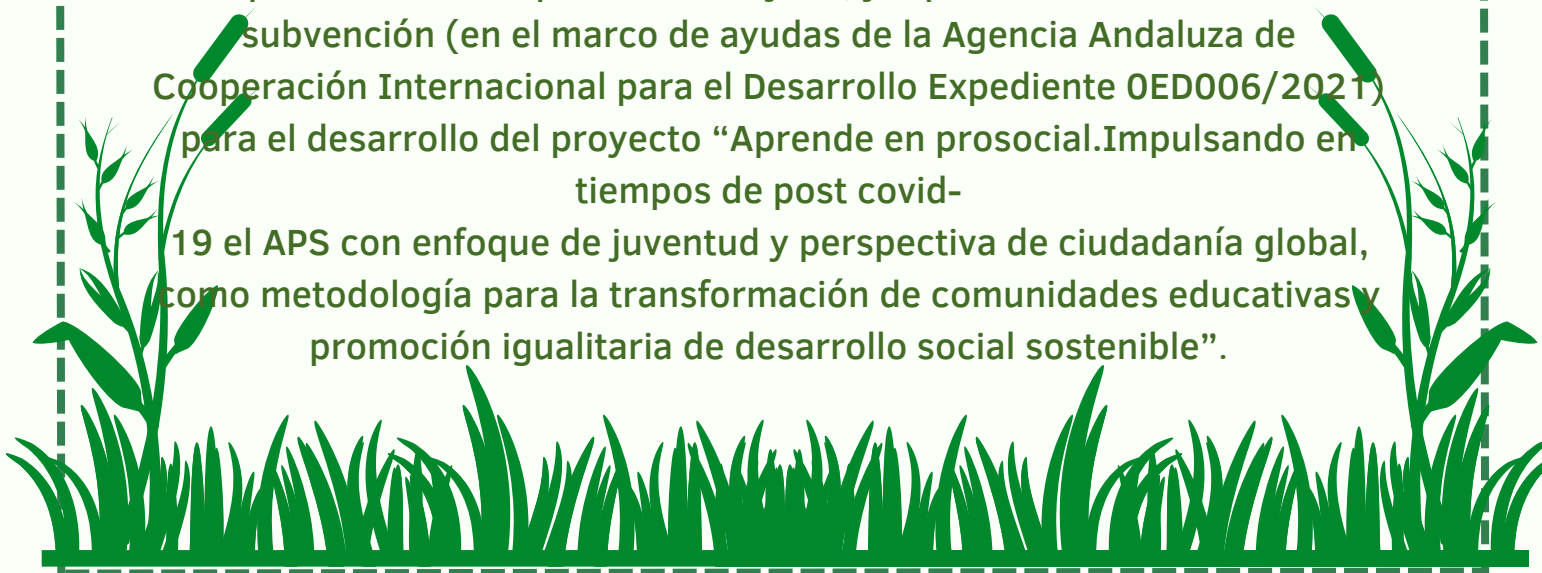 subvención (en el marco de ayudas de la Agencia Andaluza de
Cooperación Internacional para el Desarrollo Expediente 0ED006/2021)
para el desarrollo del proyecto “Aprende en prosocial.Impulsando en
tiempos de post covid-
19 el APS con enfoque de juventud y perspectiva de ciudadanía global,
como metodología para la transformación de comunidades educativas y
promoción igualitaria de desarrollo social sostenible”.